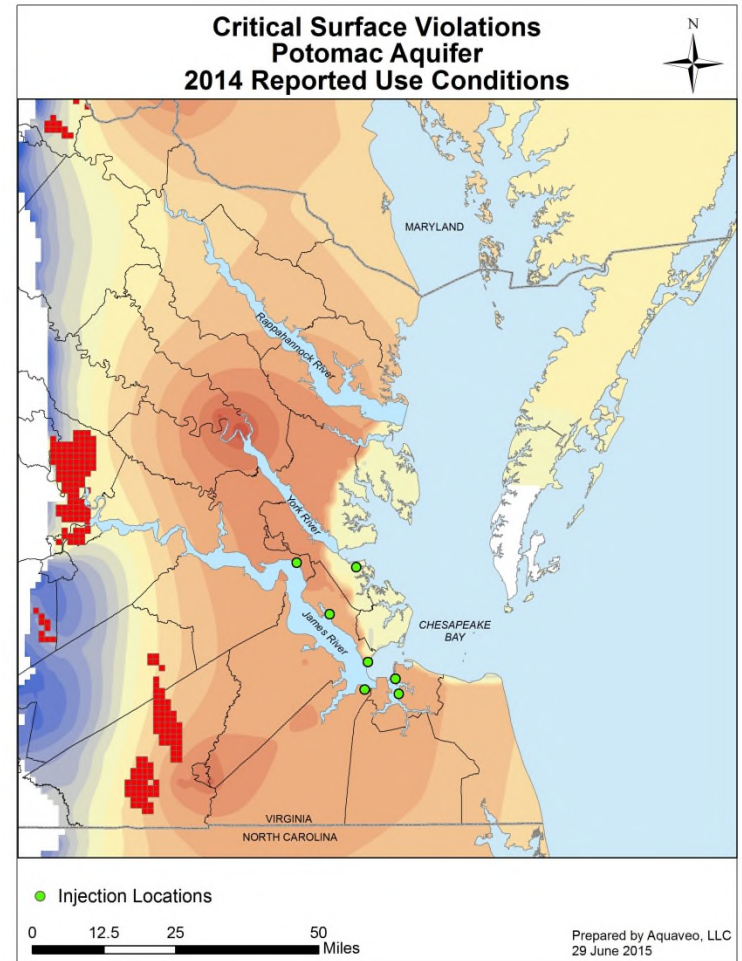 Critical Surface Violations
Potomac Aquifer
2014 Reported Use Conditions
N
MARYLAND
Rappahannock River
York River
James River
CHESAPEAKE
BAY
VIRGINIA
NORTH CAROLINA
Injection Locations
0 12.5 25 50
Miles
Prepared by Aquaveo, LLC
29 June 2015